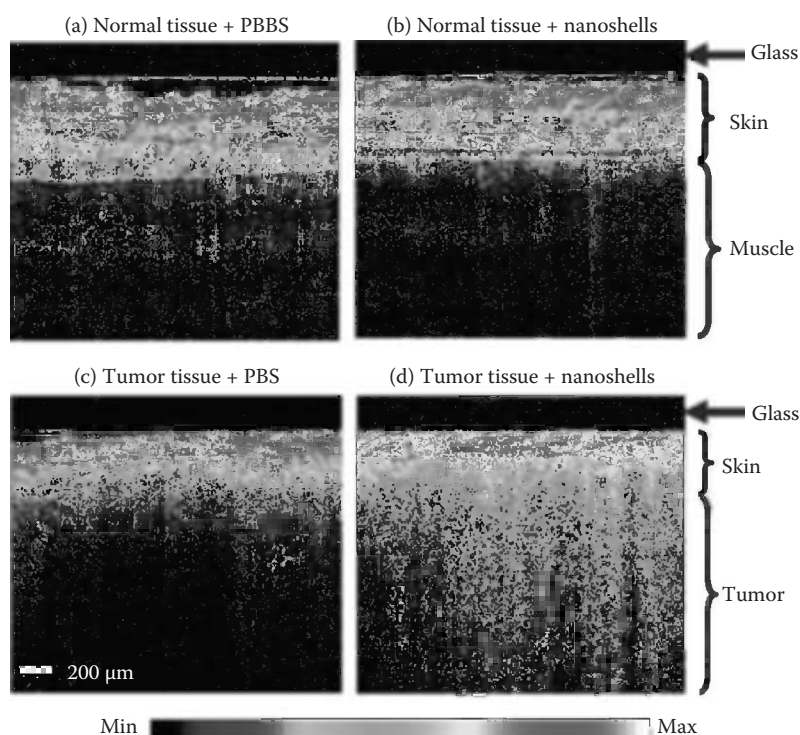 (a) Normal tissue + PBBS
(b) Normal tissue + nanoshells
Glass
Skin
Muscle
(c) Tumor tissue + PBS
(d) Tumor tissue + nanoshells
Glass
Skin
Tumor
200 μm
Min
Max